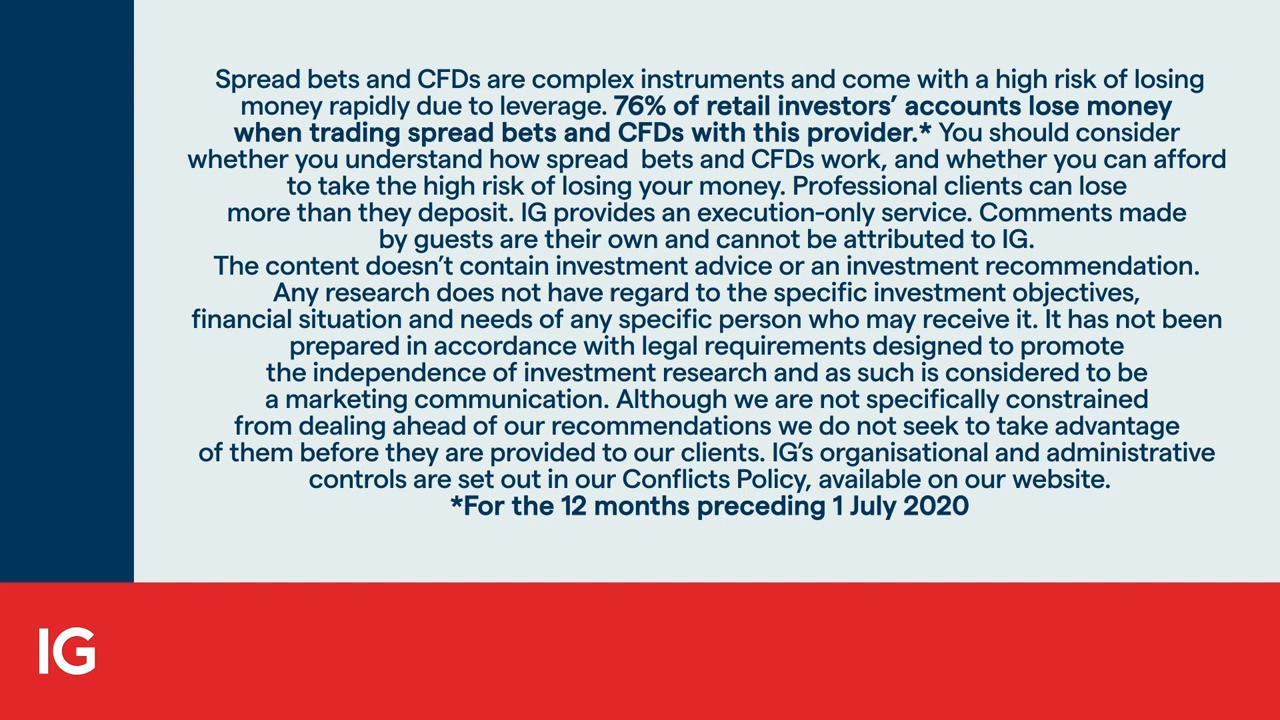 Spread bets and CFDs are complex instruments and come with a high risk of losing
money rapidly due to leverage. 76% of retail investors’ accounts lose money
when trading spread bets and CFDs with this provider.* You should consider
whether you understand how spread  bets and CFDs work, and whether you can afford
to take the high risk of losing your money. Professional clients can lose
more than they deposit. IG provides an execution-only service. Comments made
by guests are their own and cannot be attributed to IG.
The content doesn’t contain investment advice or an investment recommendation.
Any research does not have regard to the specific investment objectives,
financial situation and needs of any specific person who may receive it. It has not been
prepared in accordance with legal requirements designed to promote
the independence of investment research and as such is considered to be
a marketing communication. Although we are not specifically constrained
from dealing ahead of our recommendations we do not seek to take advantage
of them before they are provided to our clients. IG’s organisational and administrative
controls are set out in our Conflicts Policy, available on our website.
*For the 12 months preceding 1 July 2020
IG